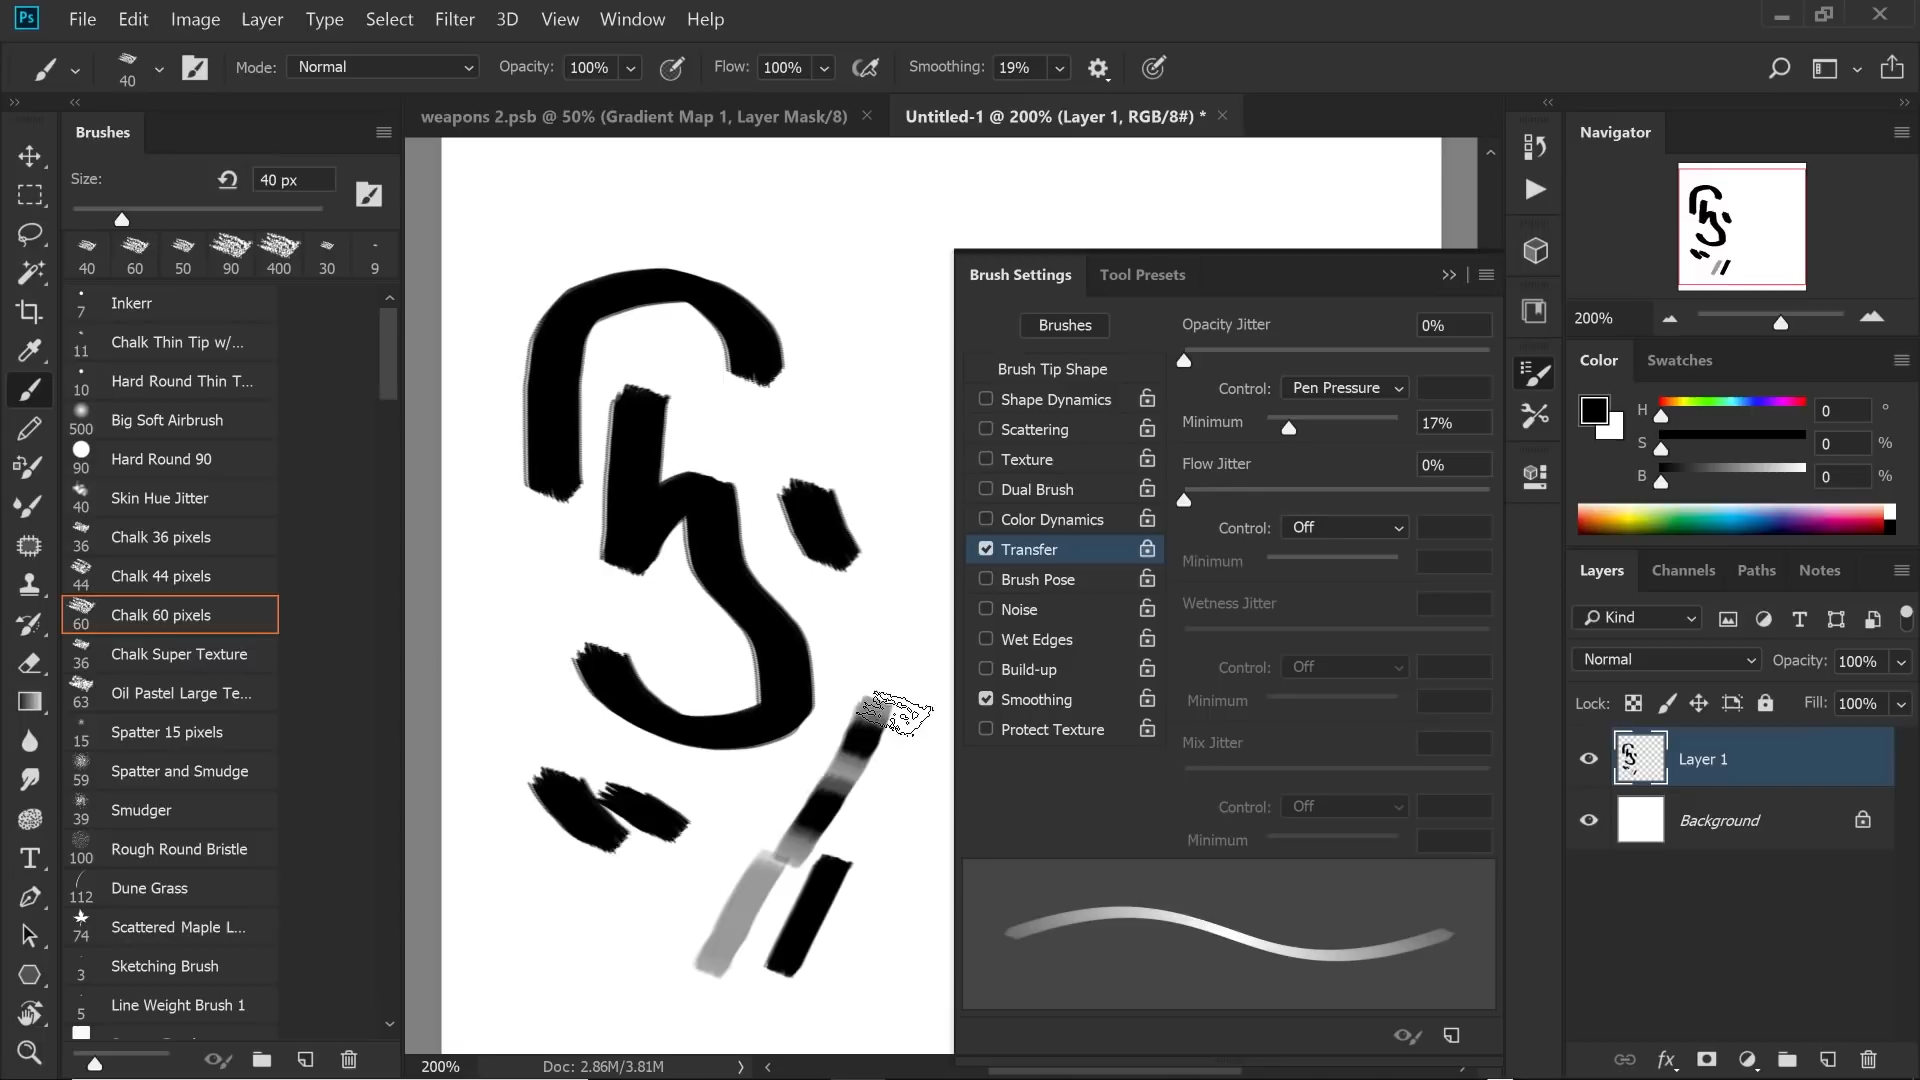 Ps File Edit Image Layer Type Select Filter 3D View Window Help
40 Mode: Normal Opacity: 100% Flow: 100% Smoothing: 19%
Brushes
Size: 40 px
40 60 50 90 400 30 9
7 Inkerr
11 Chalk Thin Tip w/...
10 Hard Round Thin T...
500 Big Soft Airbrush
90 Hard Round 90
40 Skin Hue Jitter
36 Chalk 36 pixels
44 Chalk 44 pixels
60 Chalk 60 pixels
36 Chalk Super Texture
63 Oil Pastel Large Te...
15 Spatter 15 pixels
59 Spatter and Smudge
39 Smudger
100 Rough Round Bristle
112 Dune Grass
74 Scattered Maple L...
3 Sketching Brush
5 Line Weight Brush 1
weapons 2.psb @ 50% (Gradient Map 1, Layer Mask/8) × Untitled-1 @ 200% (Layer 1, RGB/8#) * ×
200% Doc: 2.86M/3.81M
Brush Settings Tool Presets
Brushes
Brush Tip Shape
Shape Dynamics
Scattering
Texture
Dual Brush
Color Dynamics
Transfer
Brush Pose
Noise
Wet Edges
Build-up
Smoothing
Protect Texture
Opacity Jitter 0%
Control: Pen Pressure
Minimum 17%
Flow Jitter 0%
Control: Off
Minimum
Wetness Jitter
Control: Off
Minimum
Mix Jitter
Control: Off
Minimum
Navigator
200%
Color Swatches
H 0 °
S 0 %
B 0 %
Layers Channels Paths Notes
Kind
Normal Opacity: 100%
Lock: Fill: 100%
Layer 1
Background